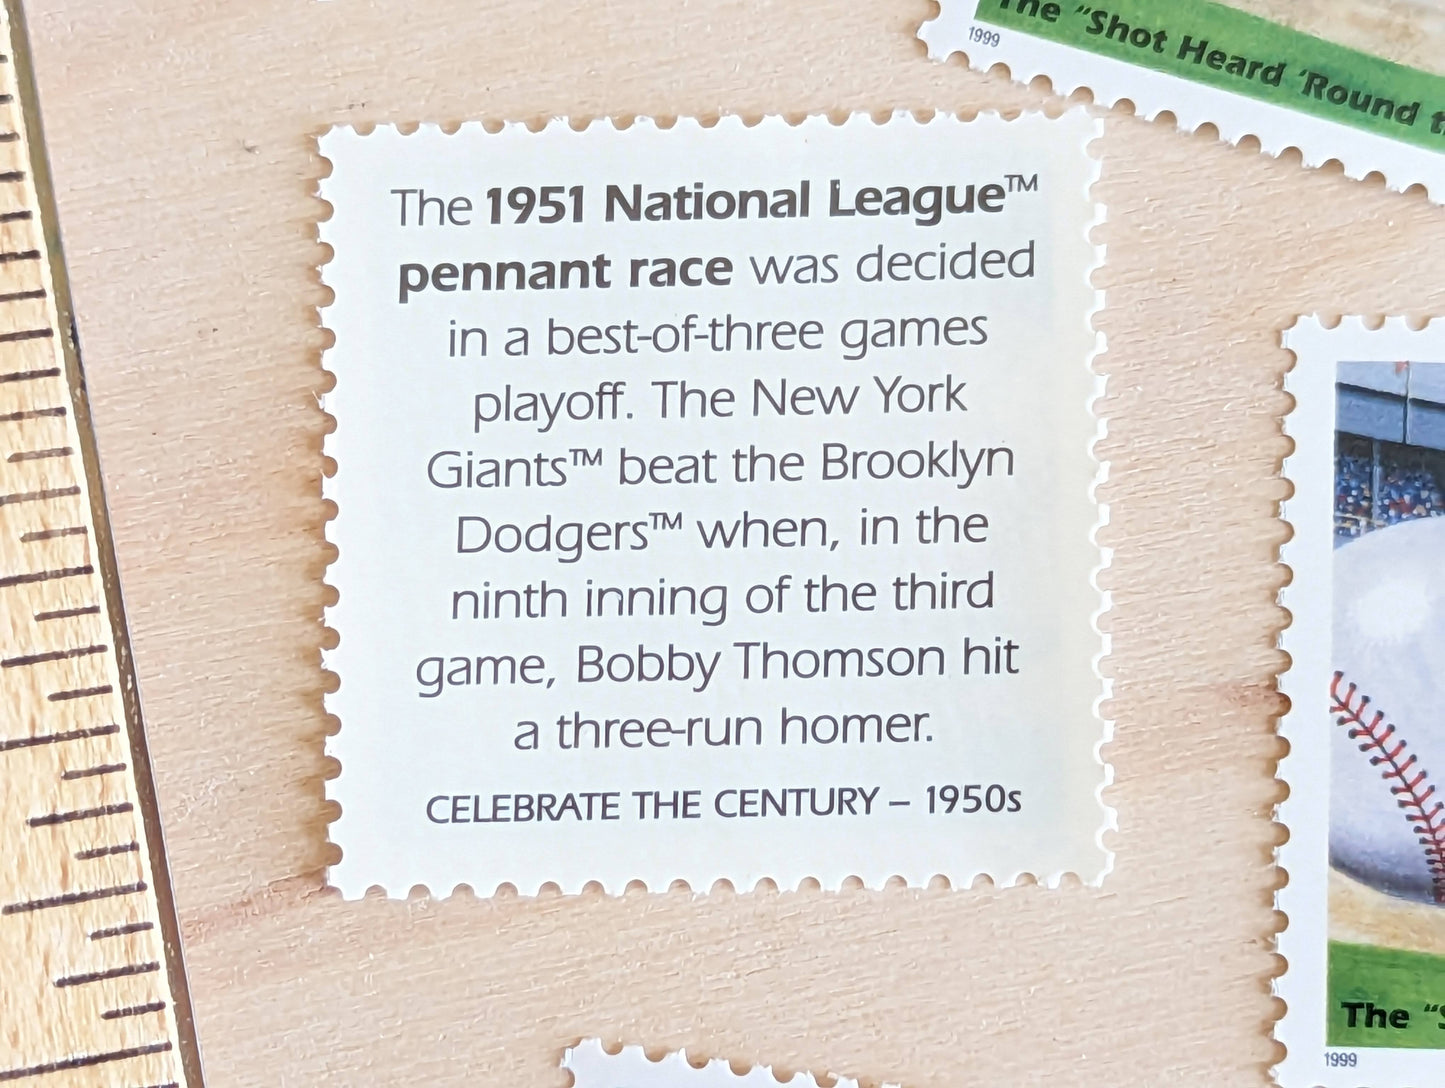 The "Shot Heard 'Round
1999
The 1951 National League™
pennant race was decided
in a best-of-three games
playoff. The New York
Giants™ beat the Brooklyn
Dodgers™ when, in the
ninth inning of the third
game, Bobby Thomson hit
a three-run homer.
CELEBRATE THE CENTURY – 1950s
The "S
1999